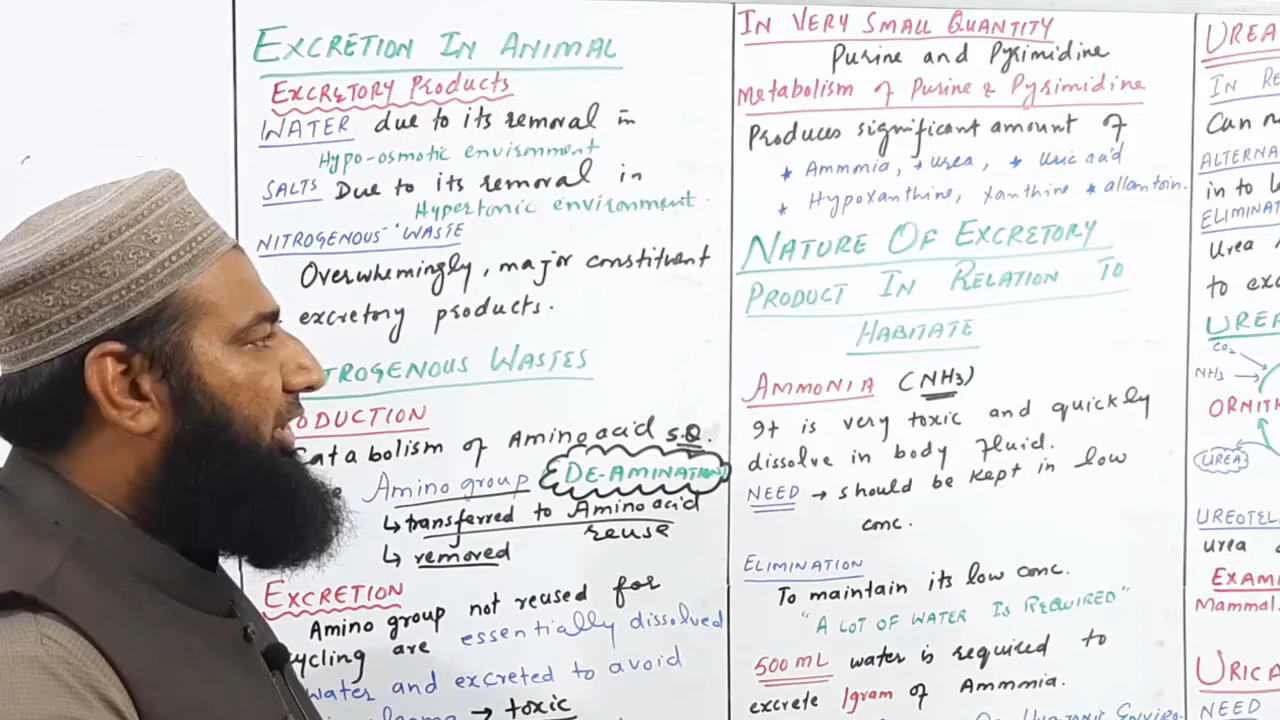 EXCRETION IN ANIMAL
EXCRETORY PRODUCTS
WATER due to its removal in
Hypo-osmotic environment
SALTS Due to its removal in
Hypertonic environment.
NITROGENOUS WASTE
Overwhemingly, major constituent
excretory products.
TROGENOUS WASTES
ODUCTION
Catabolism of Aminoacid
Amino group DE-AMINATION
↳ transferred to Aminoacid
reuse
↳ removed
EXCRETION
Amino group not reused for
ycling are essentially dissolved
water and excreted to avoid
→ toxic
IN VERY SMALL QUANTITY
Purine and Pyrimidine
Metabolism of Purine & Pyrimidine
Produces significant amount of
* Ammonia, * urea, * uric acid
* Hypoxanthine, Xanthine * allantoin.
NATURE OF EXCRETORY
PRODUCT IN RELATION TO
HABITATE
AMMONIA (NH3)
It is very toxic and quickly
dissolve in body fluid.
NEED → should be kept in low
conc.
ELIMINATION
To maintain its low conc.
"A LOT OF WATER IS REQUIRED"
500 mL water is required to
excrete 1gram of Ammonia.
UREA
IN RE
Can n
ALTERNA
in to
ELIMINAT
Urea
to exc
UREA
CO2
NH3 →
ORNITH
UREA
UREOTEL
urea
EXAM
Mammal
URICA
NEED